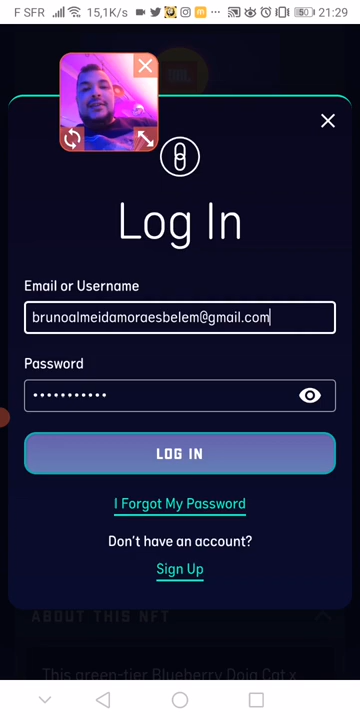 F SFR 15,1K/s ... 50 21:29
Log In
Email or Username
brunoalmeidamoraesbelem@gmail.com
Password
LOG IN
I Forgot My Password
Don't have an account?
Sign Up
ABOUT THIS NFT
This green-tier Blueberry Doja Cat x